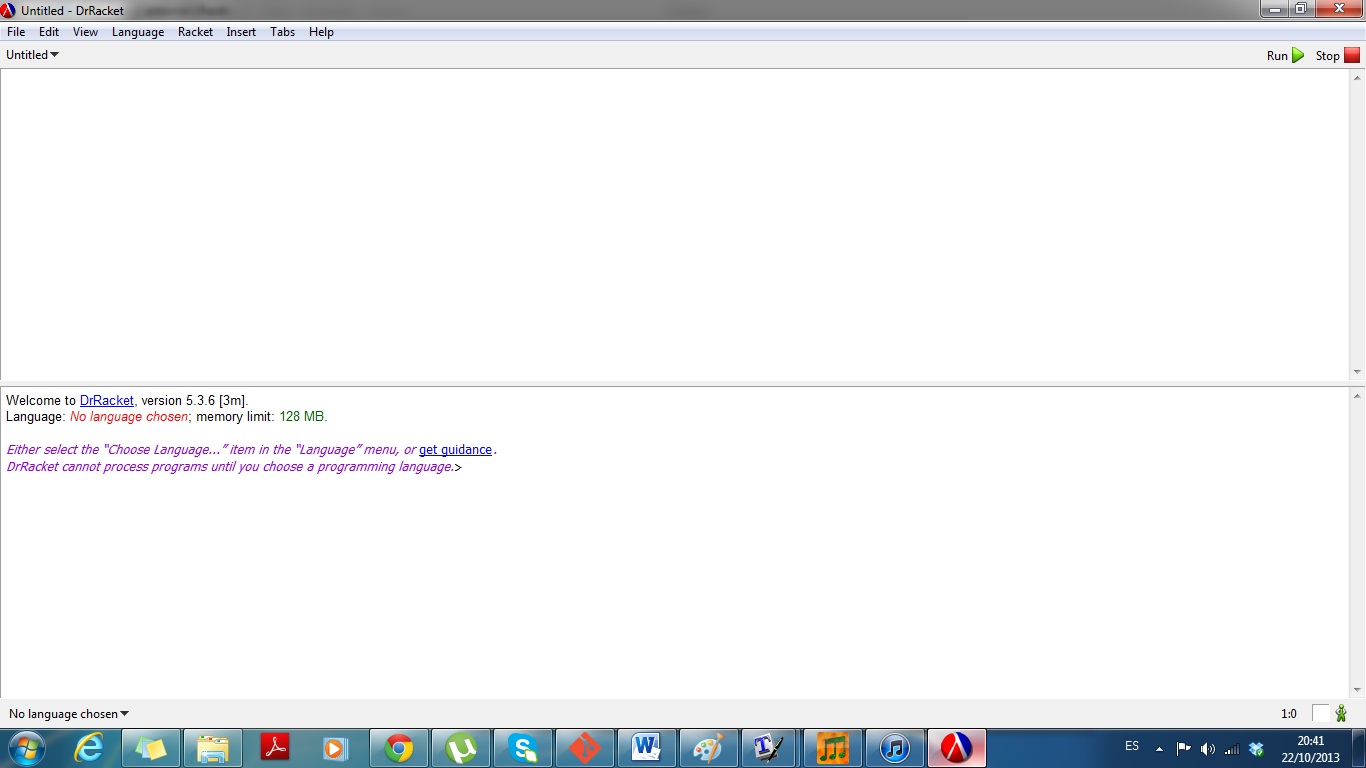 Untitled - DrRacket
File Edit View Language Racket Insert Tabs Help
Untitled
Run Stop
Welcome to DrRacket, version 5.3.6 [3m].
Language: No language chosen; memory limit: 128 MB.
Either select the “Choose Language...” item in the “Language” menu, or get guidance.
DrRacket cannot process programs until you choose a programming language.>
No language chosen
1:0
ES
20:41
22/10/2013